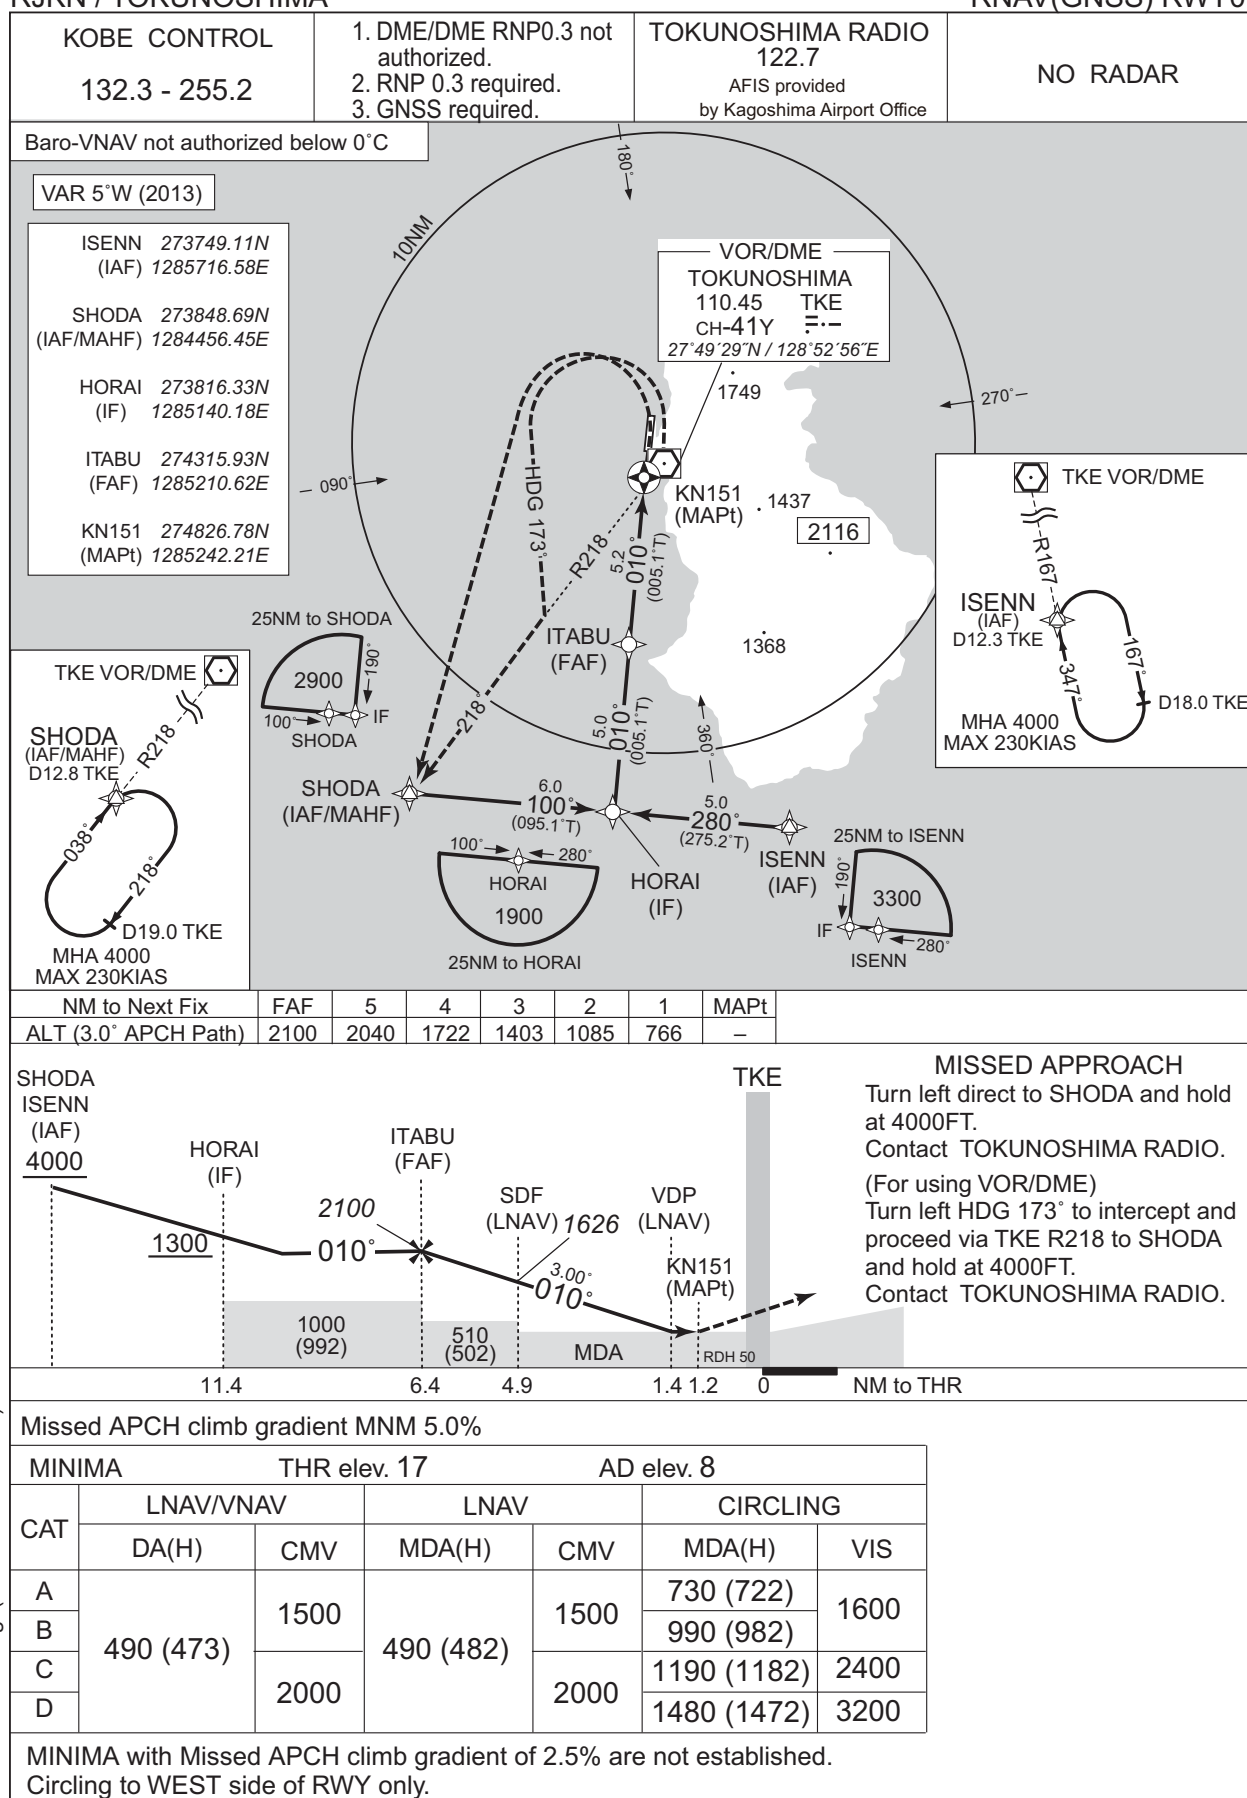 RJKN / TOKUNOSHIMA
RNAV(GNSS) RWY0
KOBE CONTROL
132.3 - 255.2
1. DME/DME RNP0.3 not
authorized.
2. RNP 0.3 required.
3. GNSS required.
TOKUNOSHIMA RADIO
122.7
AFIS provided
by Kagoshima Airport Office
NO RADAR
Baro-VNAV not authorized below 0˚C
VAR 5˚W (2013)
ISENN 273749.11N
(IAF) 1285716.58E
SHODA 273848.69N
(IAF/MAHF) 1284456.45E
HORAI 273816.33N
(IF) 1285140.18E
ITABU 274315.93N
(FAF) 1285210.62E
KN151 274826.78N
(MAPt) 1285242.21E
10NM
180˚
270˚
090˚
360˚
VOR/DME
TOKUNOSHIMA
110.45 TKE
CH-41Y
27˚49´29˝N / 128˚52´56˝E
1749
KN151
(MAPt)
1437
2116
1368
HDG 173˚
R218
218˚
5.2
010˚
(005.1˚T)
ITABU
(FAF)
5.0
010˚
(005.1˚T)
SHODA
(IAF/MAHF)
6.0
100˚
(095.1˚T)
5.0
280˚
(275.2˚T)
HORAI
(IF)
ISENN
(IAF)
25NM to SHODA
2900
190˚
100˚
IF
SHODA
TKE VOR/DME
R218
SHODA
(IAF/MAHF)
D12.8 TKE
038˚
218˚
D19.0 TKE
MHA 4000
MAX 230KIAS
100˚
280˚
HORAI
1900
25NM to HORAI
TKE VOR/DME
R167
ISENN
(IAF)
D12.3 TKE
167˚
347˚
D18.0 TKE
MHA 4000
MAX 230KIAS
25NM to ISENN
190˚
3300
IF
280˚
ISENN
NM to Next Fix FAF 5 4 3 2 1 MAPt
ALT (3.0˚ APCH Path) 2100 2040 1722 1403 1085 766 –
SHODA
ISENN
(IAF)
4000
HORAI
(IF)
1300
2100
010˚
ITABU
(FAF)
SDF
(LNAV) 1626
3.00˚
010˚
VDP
(LNAV)
KN151
(MAPt)
TKE
1000
(992)
510
(502)
MDA
RDH 50
11.4 6.4 4.9 1.4 1.2 0 NM to THR
MISSED APPROACH
Turn left direct to SHODA and hold
at 4000FT.
Contact TOKUNOSHIMA RADIO.
(For using VOR/DME)
Turn left HDG 173˚ to intercept and
proceed via TKE R218 to SHODA
and hold at 4000FT.
Contact TOKUNOSHIMA RADIO.
Missed APCH climb gradient MNM 5.0%
MINIMA THR elev. 17 AD elev. 8
CAT LNAV/VNAV LNAV CIRCLING
DA(H) CMV MDA(H) CMV MDA(H) VIS
A 490 (473) 1500 490 (482) 1500 730 (722) 1600
B 990 (982)
C 2000 2000 1190 (1182) 2400
D 1480 (1472) 3200
MINIMA with Missed APCH climb gradient of 2.5% are not established.
Circling to WEST side of RWY only.